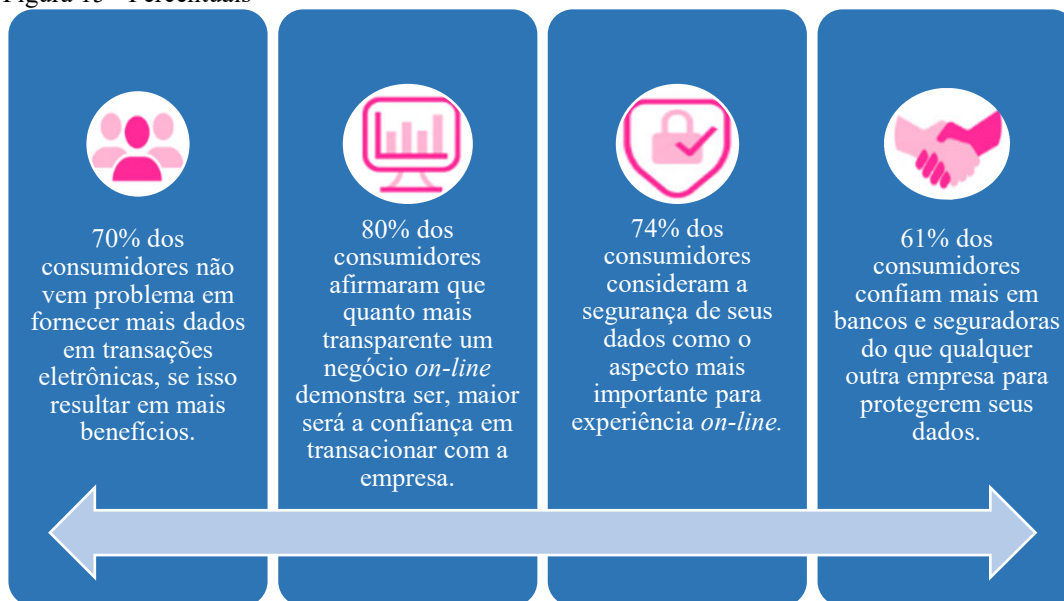 Figura 15 - Percentuais
70% dos
consumidores não
vem problema em
fornecer mais dados
em transações
eletrônicas, se isso
resultar em mais
benefícios.
80% dos
consumidores
afirmaram que
quanto mais
transparente um
negócio on-line
demonstra ser, maior
será a confiança em
transacionar com a
empresa.
74% dos
consumidores
consideram a
segurança de seus
dados como o
aspecto mais
importante para
experiência on-line.
61% dos
consumidores
confiam mais em
bancos e seguradoras
do que qualquer
outra empresa para
protegerem seus
dados.